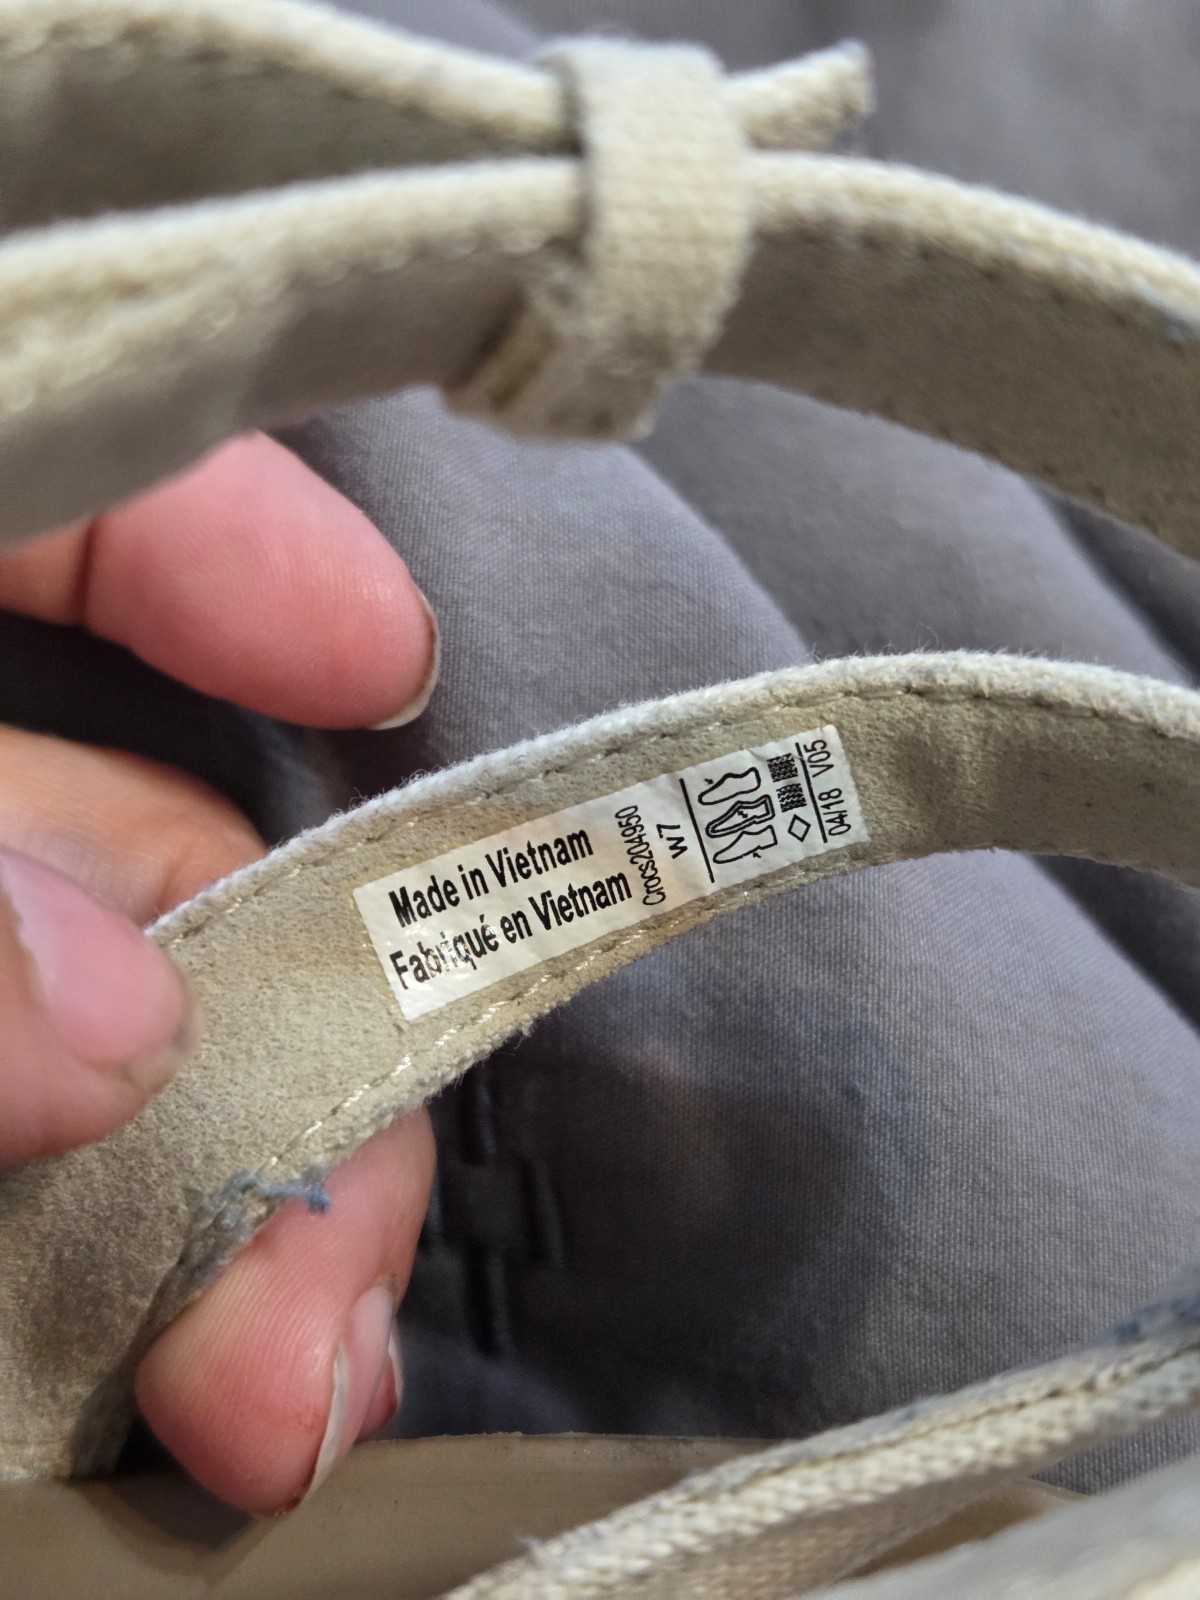 Made in Vietnam
Fabriqué en Vietnam
Crocs204950
W7
04/18 V05